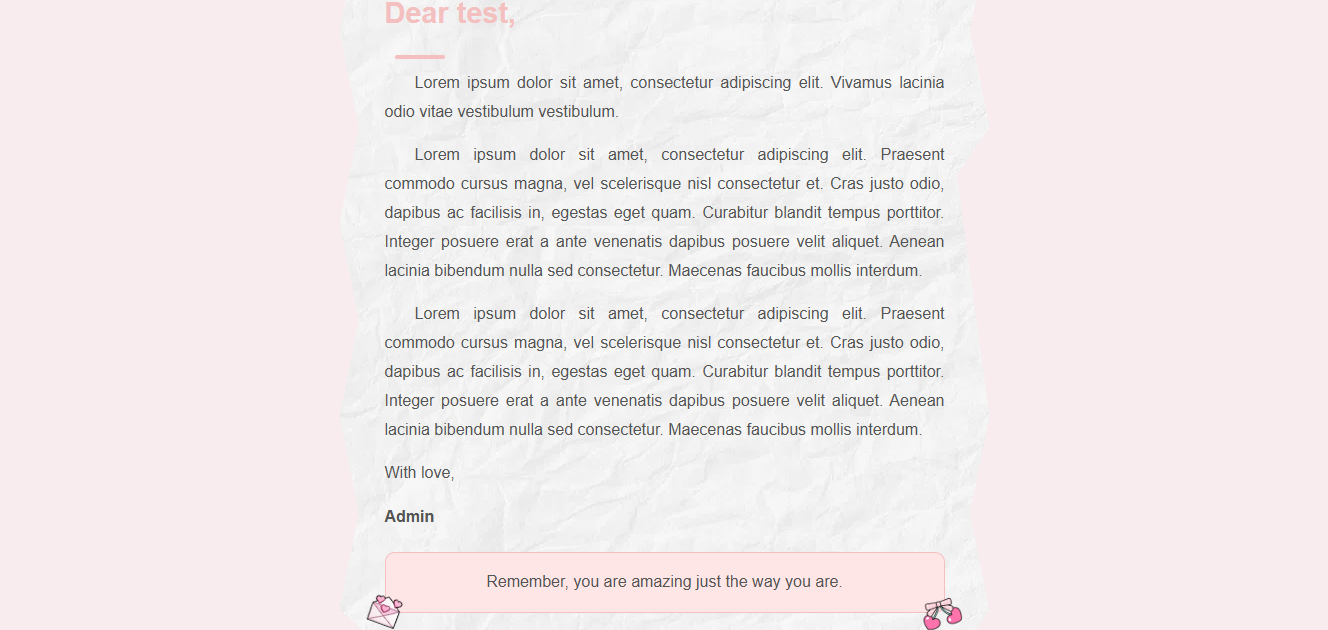 Dear test,
Lorem ipsum dolor sit amet, consectetur adipiscing elit. Vivamus lacinia
odio vitae vestibulum vestibulum.
Lorem ipsum dolor sit amet, consectetur adipiscing elit. Praesent
commodo cursus magna, vel scelerisque nisl consectetur et. Cras justo odio,
dapibus ac facilisis in, egestas eget quam. Curabitur blandit tempus porttitor.
Integer posuere erat a ante venenatis dapibus posuere velit aliquet. Aenean
lacinia bibendum nulla sed consectetur. Maecenas faucibus mollis interdum.
Lorem ipsum dolor sit amet, consectetur adipiscing elit. Praesent
commodo cursus magna, vel scelerisque nisl consectetur et. Cras justo odio,
dapibus ac facilisis in, egestas eget quam. Curabitur blandit tempus porttitor.
Integer posuere erat a ante venenatis dapibus posuere velit aliquet. Aenean
lacinia bibendum nulla sed consectetur. Maecenas faucibus mollis interdum.
With love,
Admin
Remember, you are amazing just the way you are.